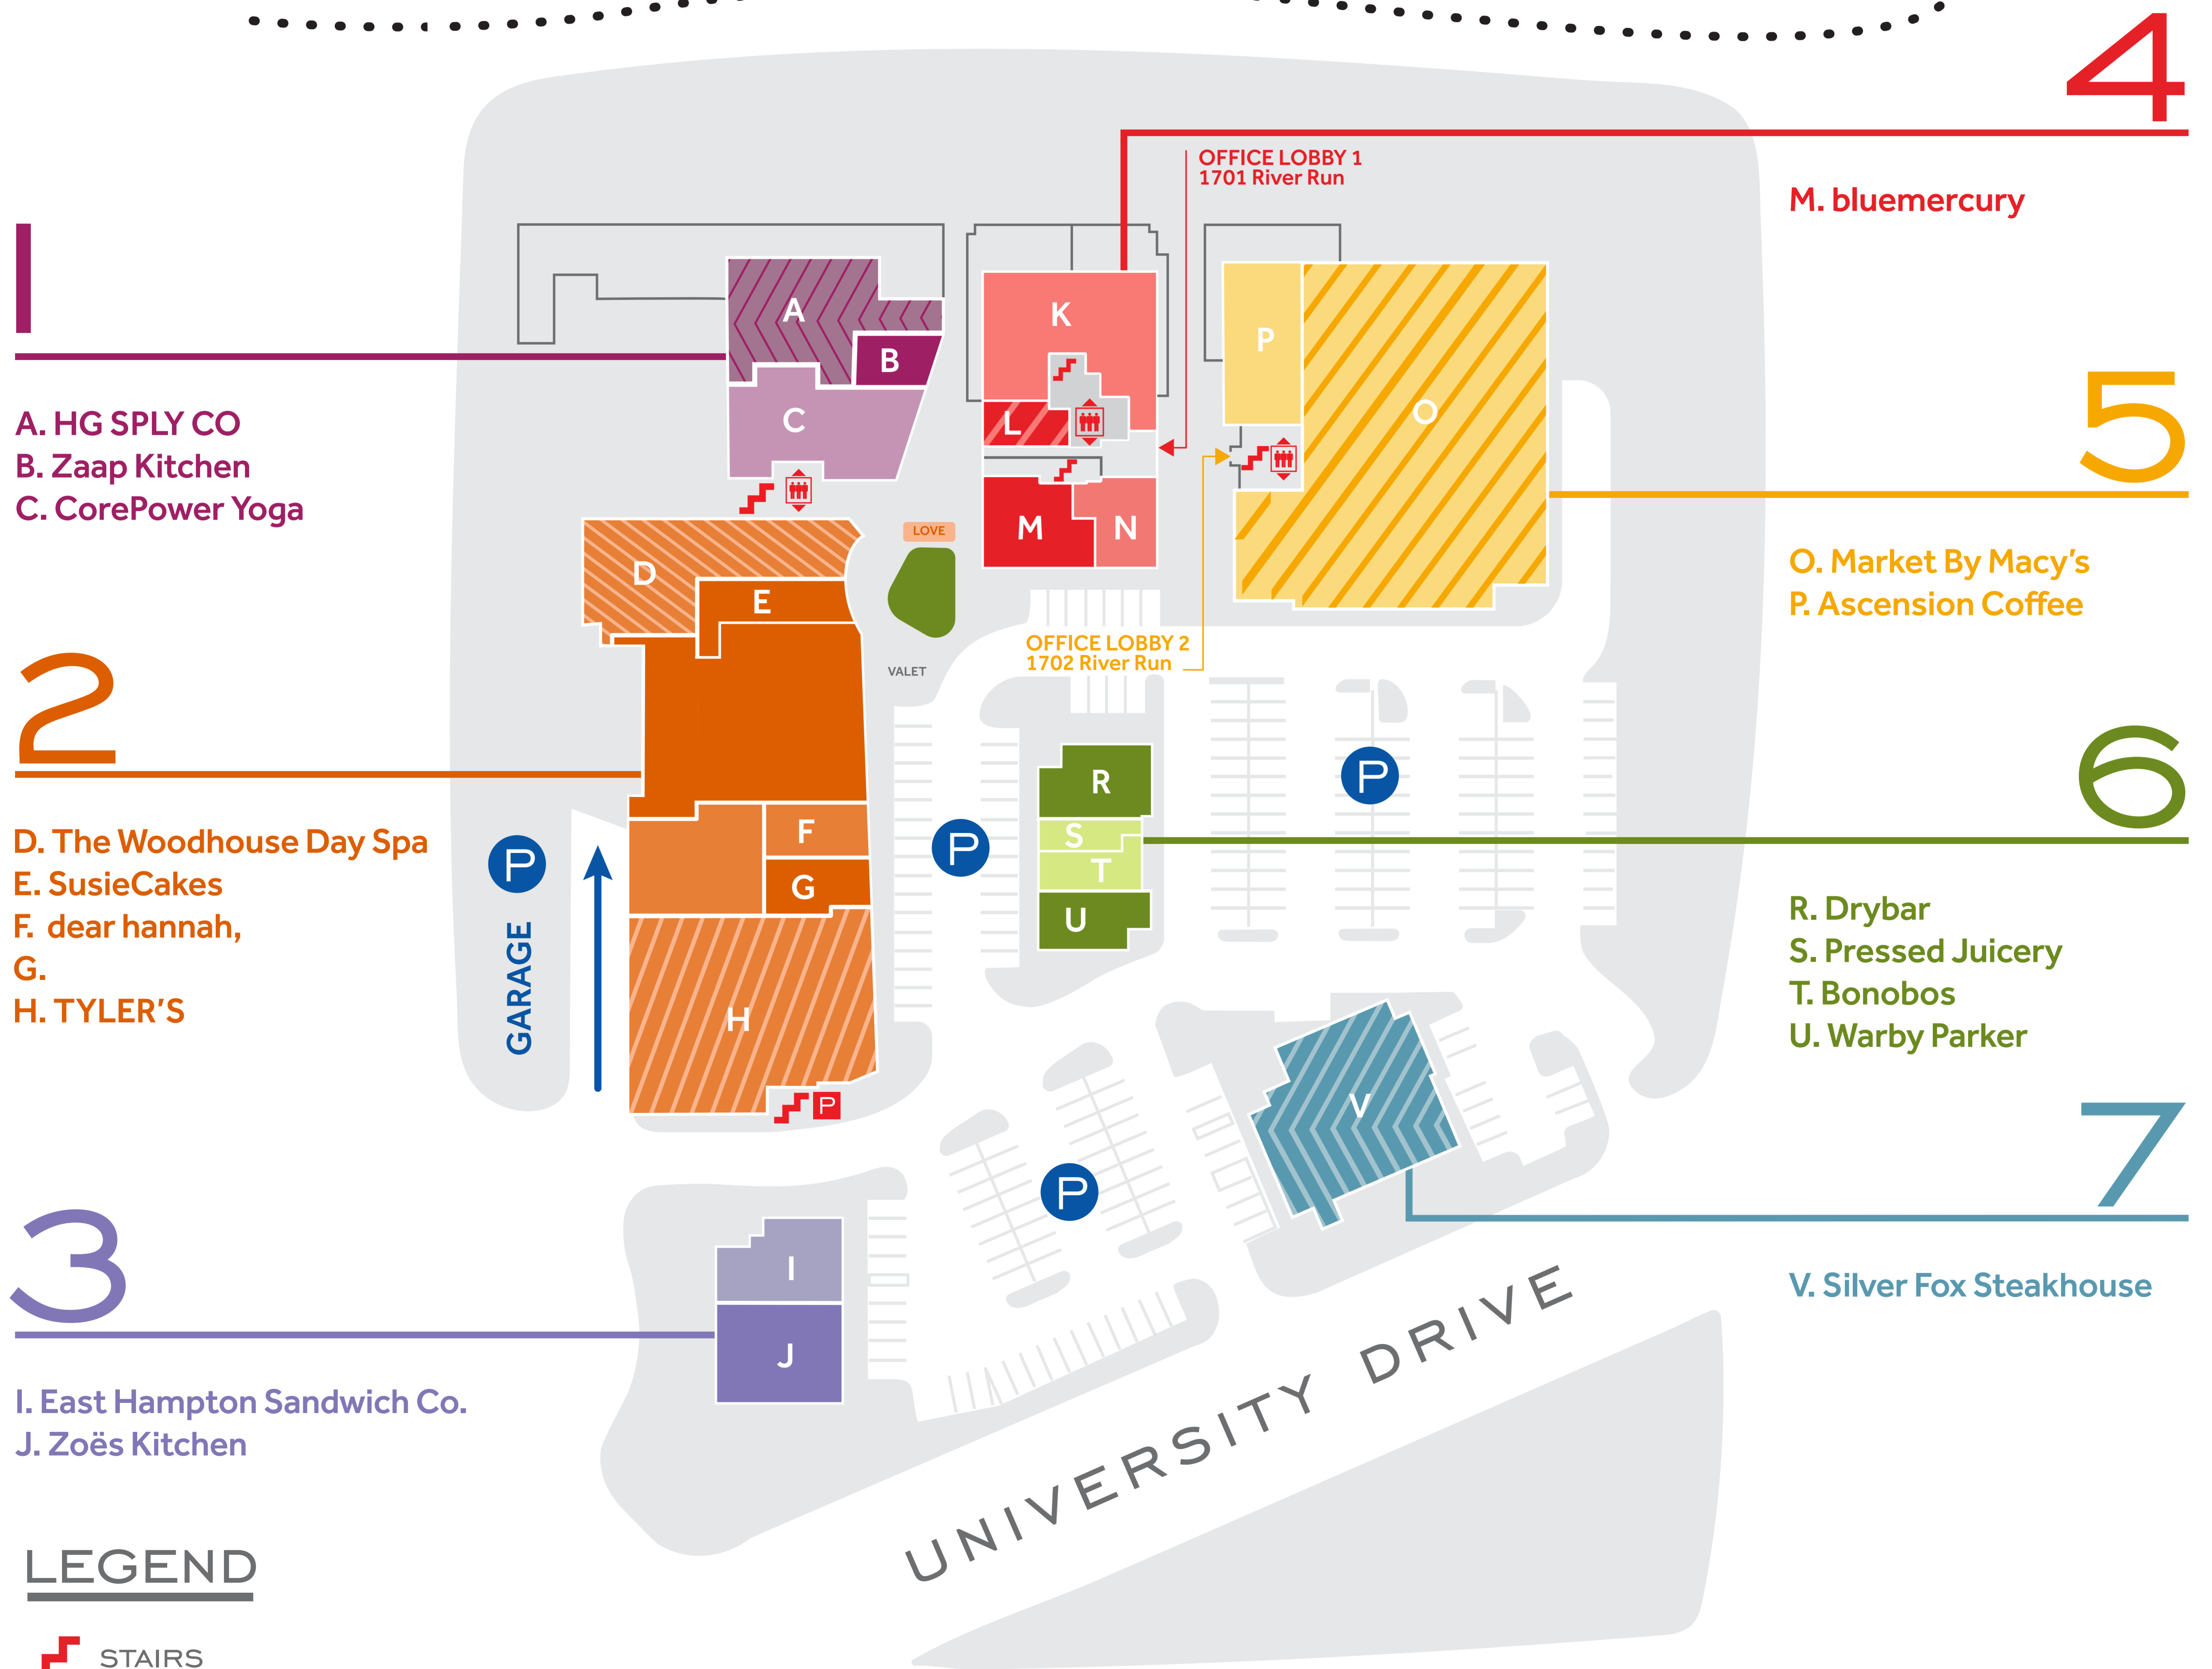 1
A. HG SPLY CO
B. Zaap Kitchen
C. CorePower Yoga
2
D. The Woodhouse Day Spa
E. SusieCakes
F. dear hannah,
G.
H. TYLER'S
3
I. East Hampton Sandwich Co.
J. Zoës Kitchen
LEGEND
STAIRS
OFFICE LOBBY 1
1701 River Run
A
B
C
K
L
M
N
P
O
LOVE
D
E
VALET
OFFICE LOBBY 2
1702 River Run
F
G
H
P
GARAGE
P
P
P
R
S
T
U
P
V
I
J
UNIVERSITY DRIVE
4
M. bluemercury
5
O. Market By Macy's
P. Ascension Coffee
6
R. Drybar
S. Pressed Juicery
T. Bonobos
U. Warby Parker
7
V. Silver Fox Steakhouse